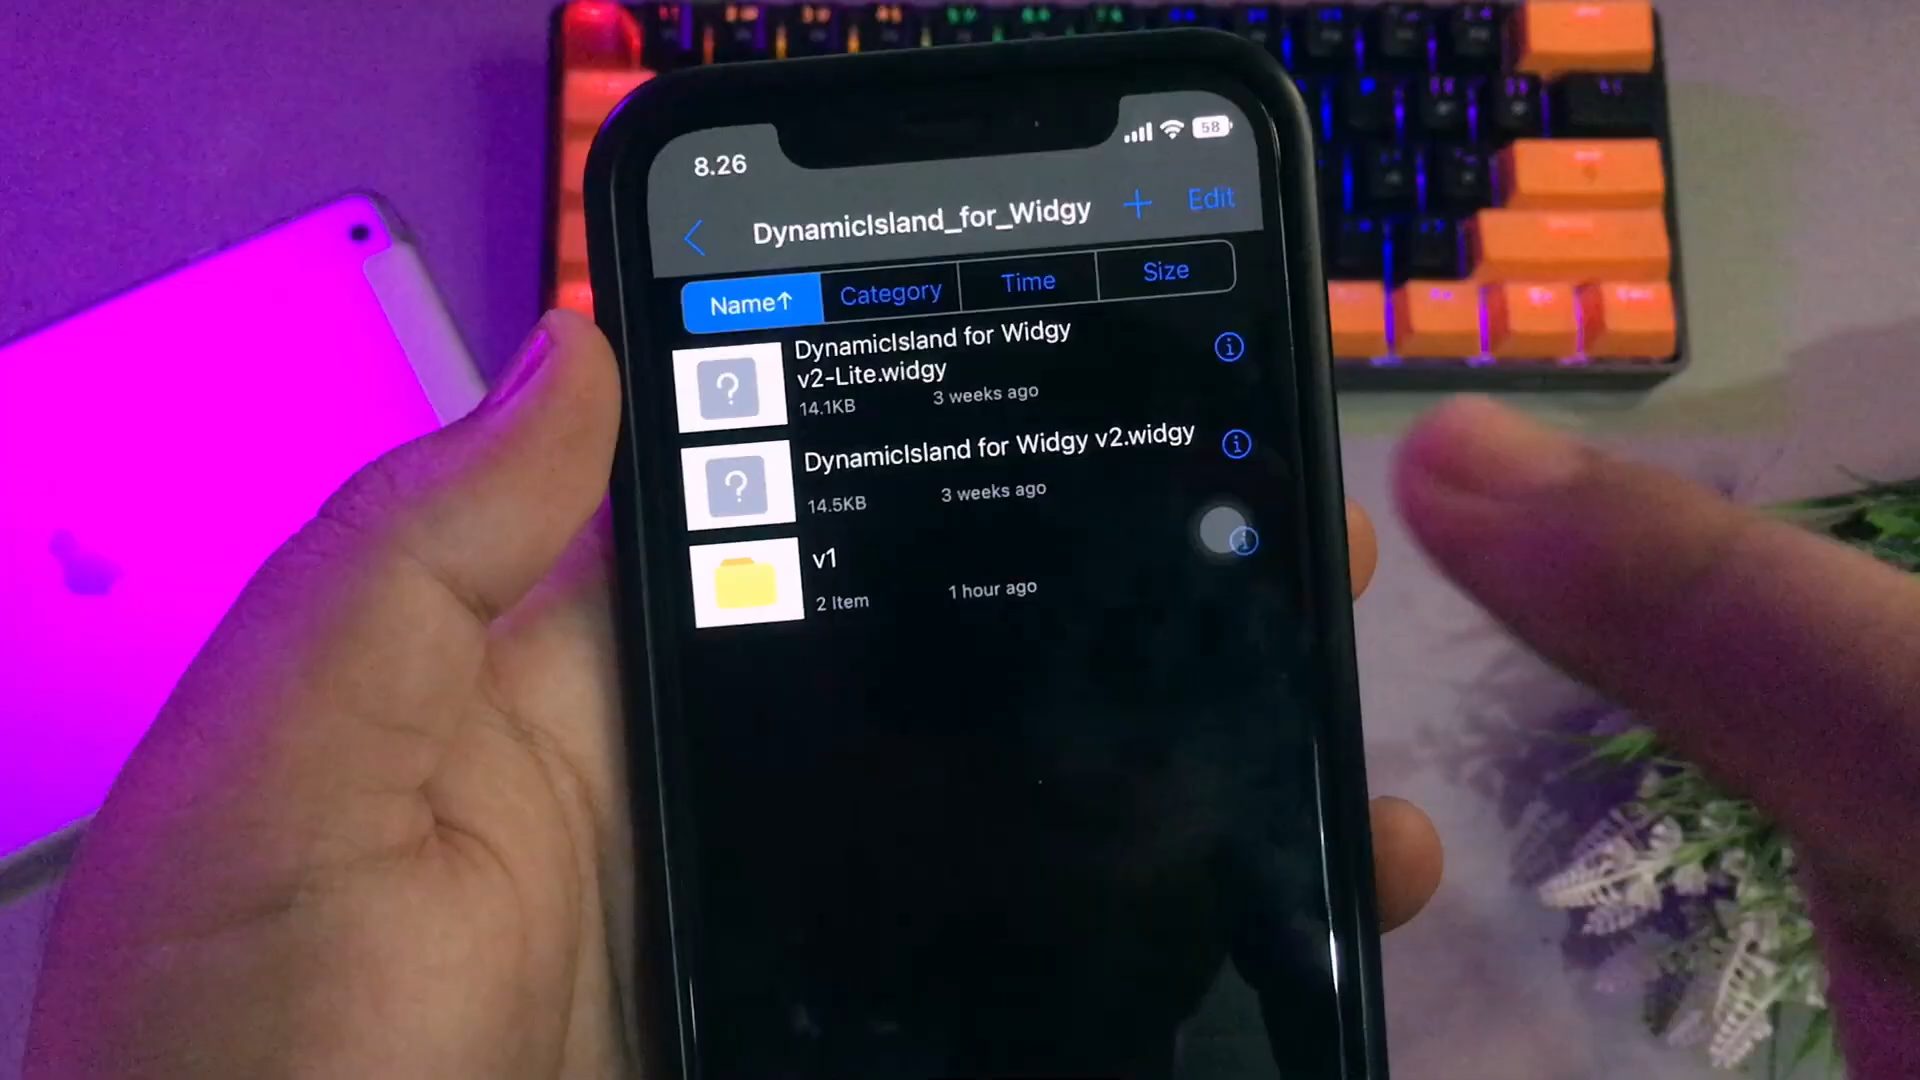 8.26
58
DynamicIsland_for_Widgy
+ Edit
Name↑ Category Time Size
DynamicIsland for Widgy
v2-Lite.widgy
14.1KB 3 weeks ago
DynamicIsland for Widgy v2.widgy
14.5KB 3 weeks ago
v1
2 Item 1 hour ago